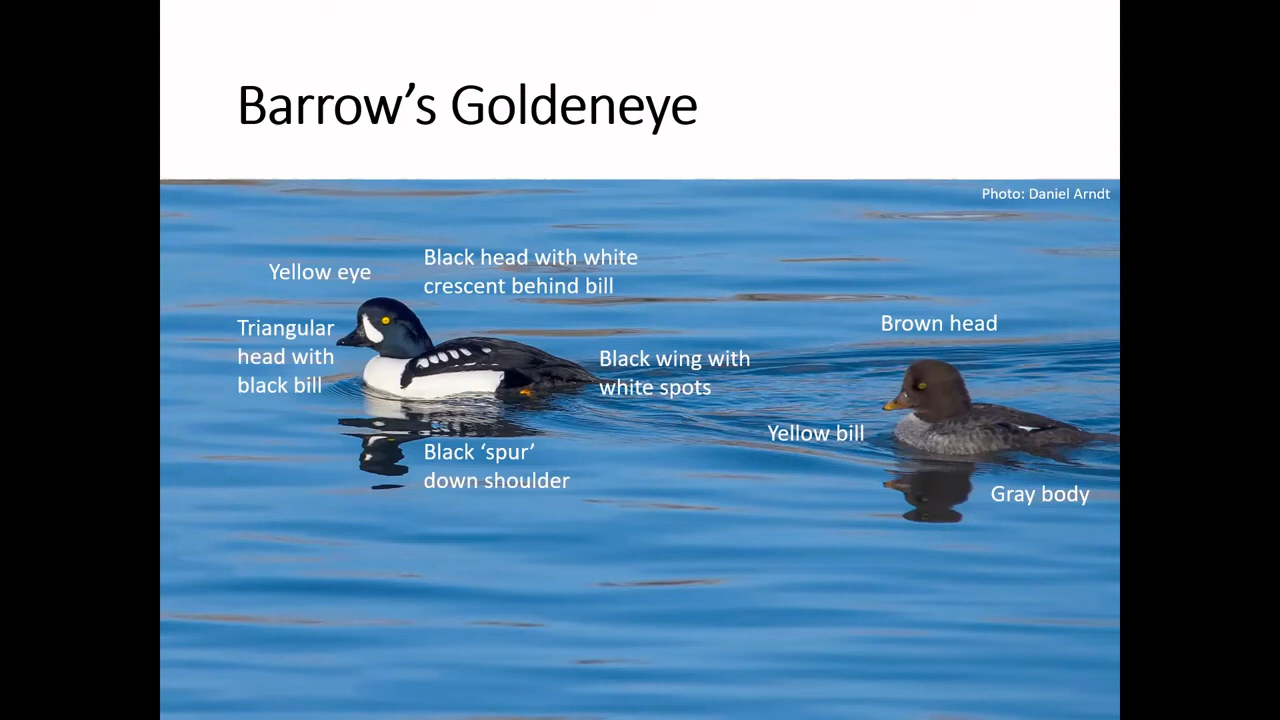 Barrow's Goldeneye
Photo: Daniel Arndt
Yellow eye
Black head with white
crescent behind bill
Triangular
head with
black bill
Black wing with
white spots
Black ‘spur’
down shoulder
Brown head
Yellow bill
Gray body